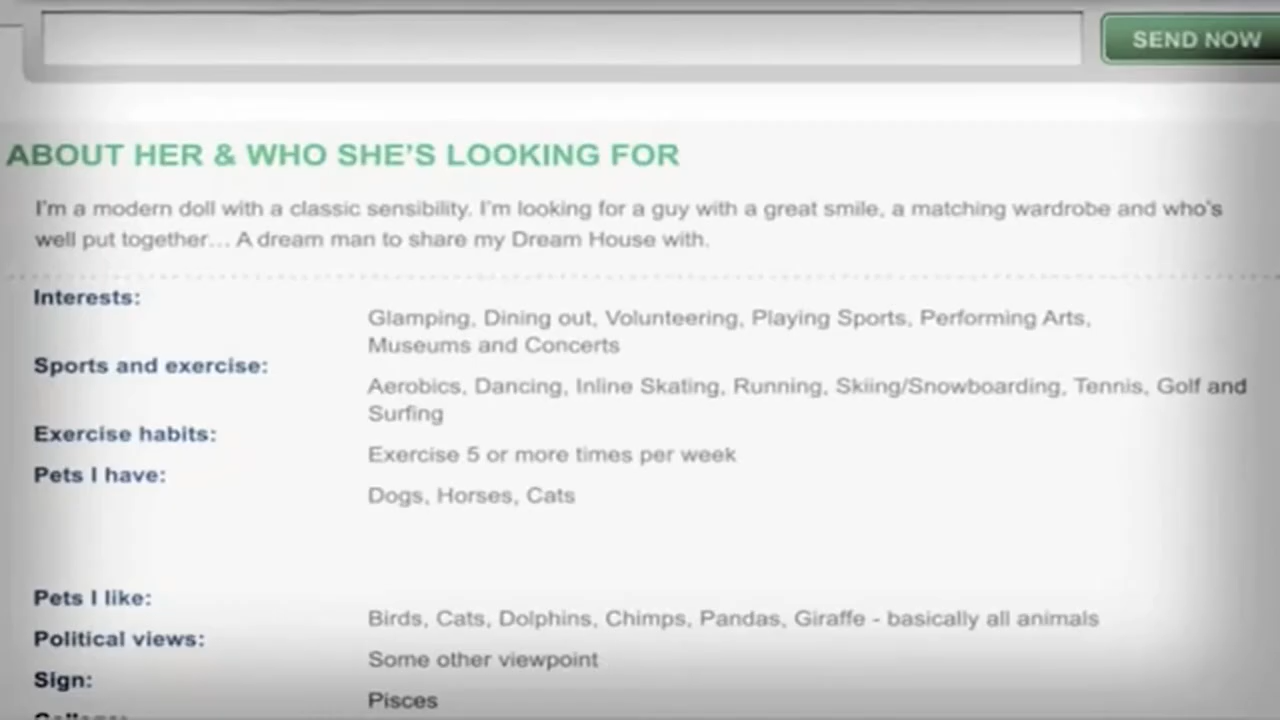 SEND NOW
ABOUT HER & WHO SHE'S LOOKING FOR
I'm a modern doll with a classic sensibility. I'm looking for a guy with a great smile, a matching wardrobe and who's
well put together... A dream man to share my Dream House with.
Interests:
Glamping, Dining out, Volunteering, Playing Sports, Performing Arts,
Museums and Concerts
Sports and exercise:
Aerobics, Dancing, Inline Skating, Running, Skiing/Snowboarding, Tennis, Golf and
Surfing
Exercise habits:
Exercise 5 or more times per week
Pets I have:
Dogs, Horses, Cats
Pets I like:
Birds, Cats, Dolphins, Chimps, Pandas, Giraffe - basically all animals
Political views:
Some other viewpoint
Sign:
Pisces